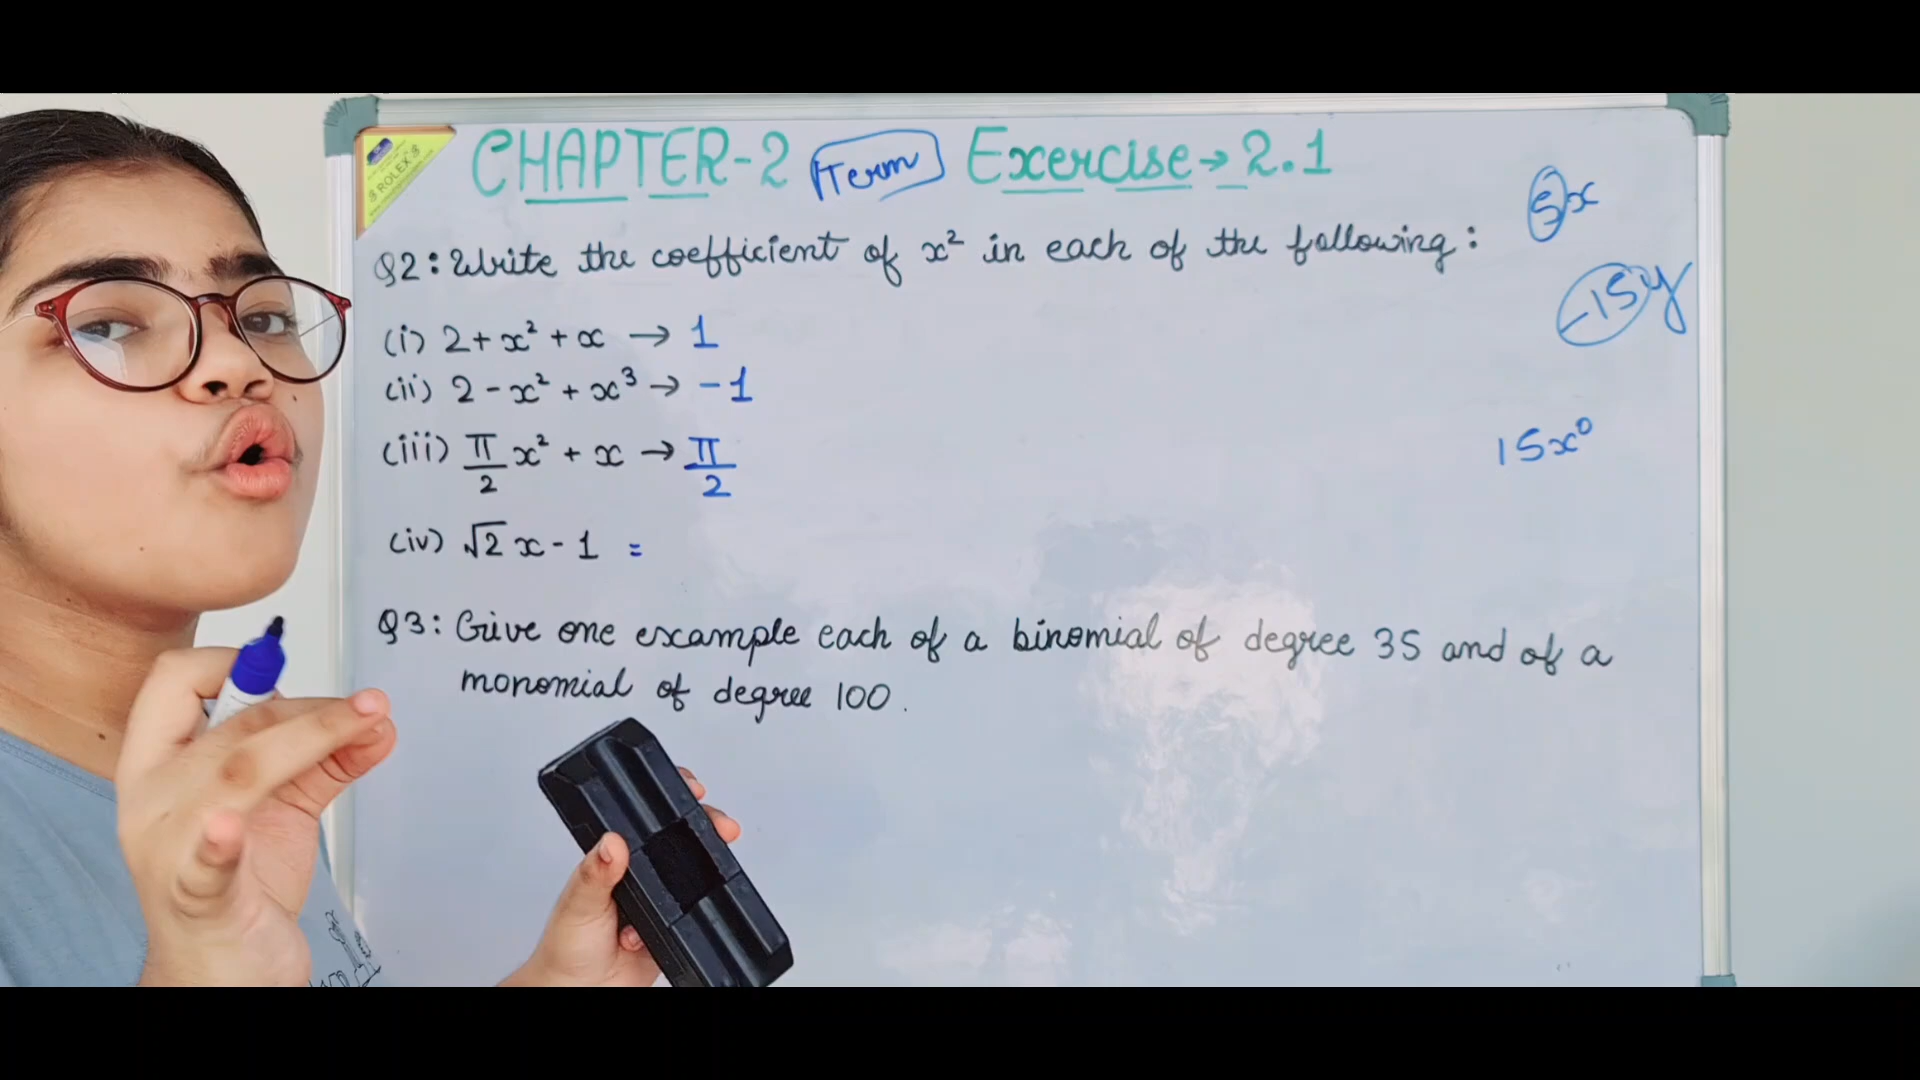 CHAPTER-2 Term Exercise→2.1
ROLEX
5x
Q2: Write the coefficient of x² in each of the following:
-15y
(i) 2+x²+x → 1
(ii) 2-x²+x³ → -1
(iii) π/2 x² + x → π/2
15x⁰
(iv) √2x-1 =
Q3: Give one example each of a binomial of degree 35 and of a
monomial of degree 100.